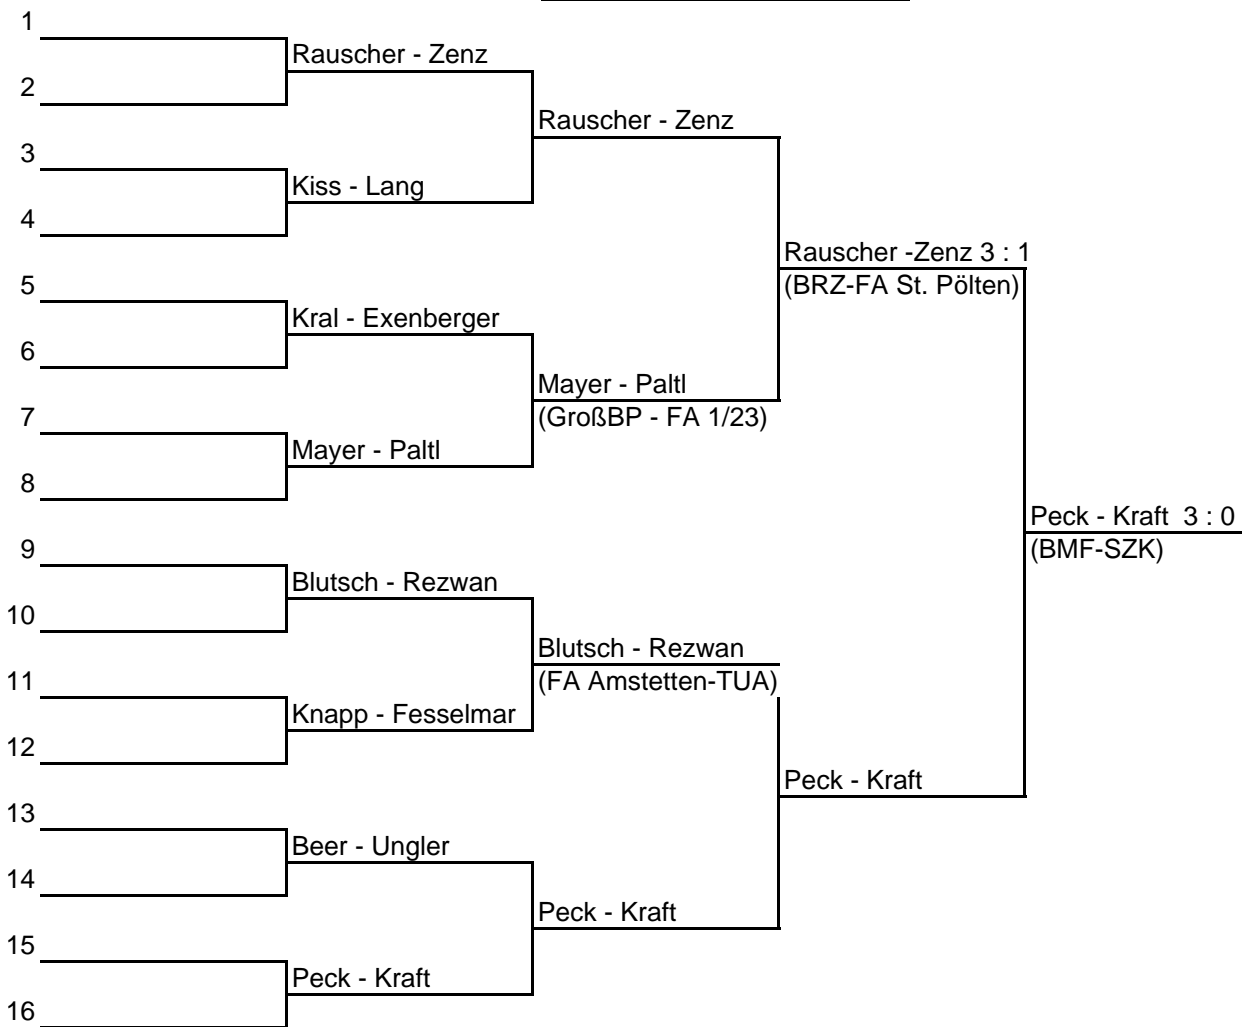 1
Rauscher - Zenz
2
Rauscher - Zenz
3
Kiss - Lang
4
Rauscher -Zenz 3 : 1
(BRZ-FA St. Pölten)
5
Kral - Exenberger
6
Mayer - Paltl
(GroßBP - FA 1/23)
7
Mayer - Paltl
8
Peck - Kraft 3 : 0
(BMF-SZK)
9
Blutsch - Rezwan
10
Blutsch - Rezwan
(FA Amstetten-TUA)
11
Knapp - Fesselmar
12
Peck - Kraft
13
Beer - Ungler
14
Peck - Kraft
15
Peck - Kraft
16